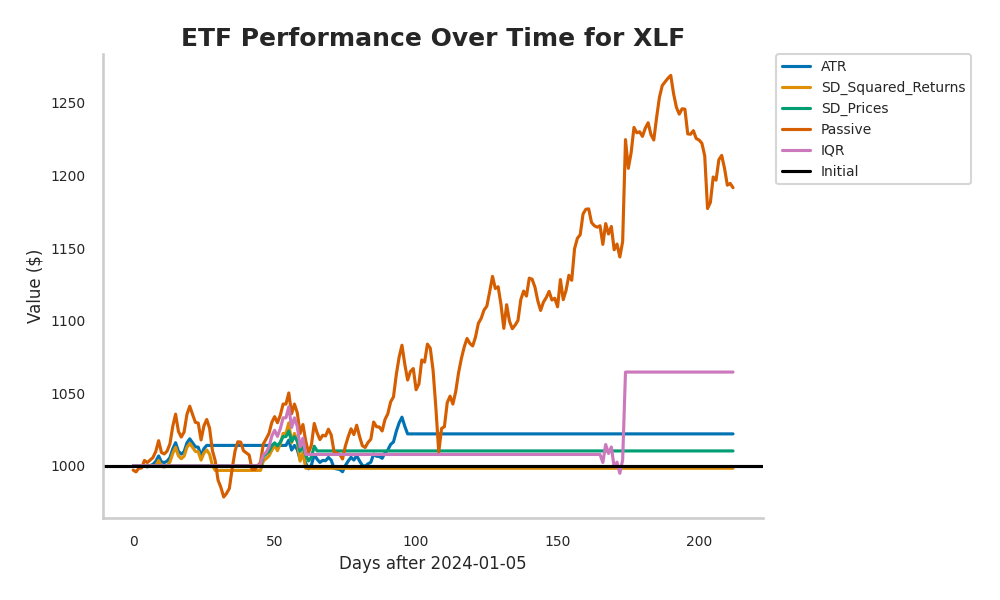 ETF Performance Over Time for XLF
ATR
SD_Squared_Returns
SD_Prices
Passive
IQR
Initial
Value ($)
1250
1200
1150
1100
1050
1000
0
50
100
150
200
Days after 2024-01-05